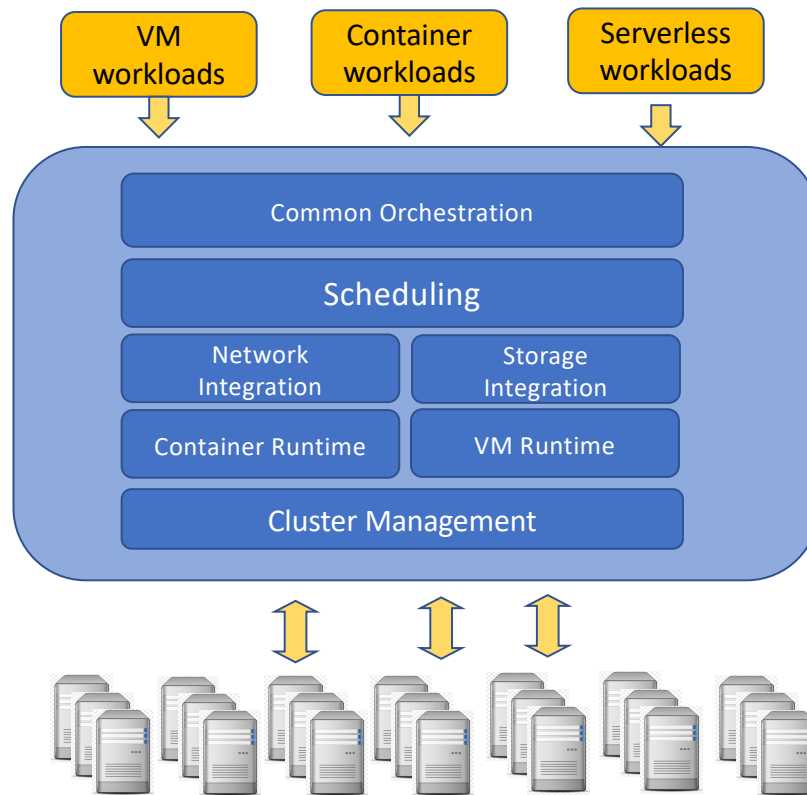 VM
workloads
Container
workloads
Serverless
workloads
Common Orchestration
Scheduling
Network
Integration
Storage
Integration
Container Runtime
VM Runtime
Cluster Management